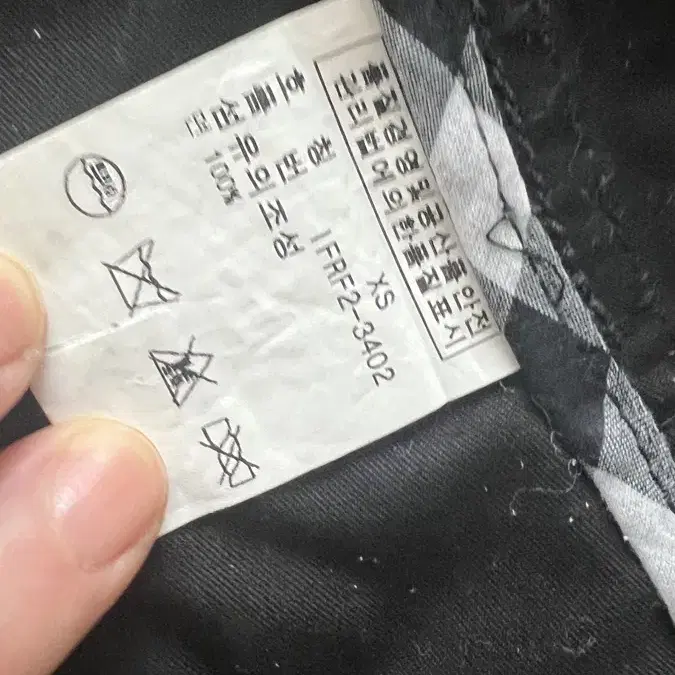 품질경영및공산품안전
관리법에의한품질표시
호 칭 XS
품 번 IFRF2-3402
섬유의조성
면 100%